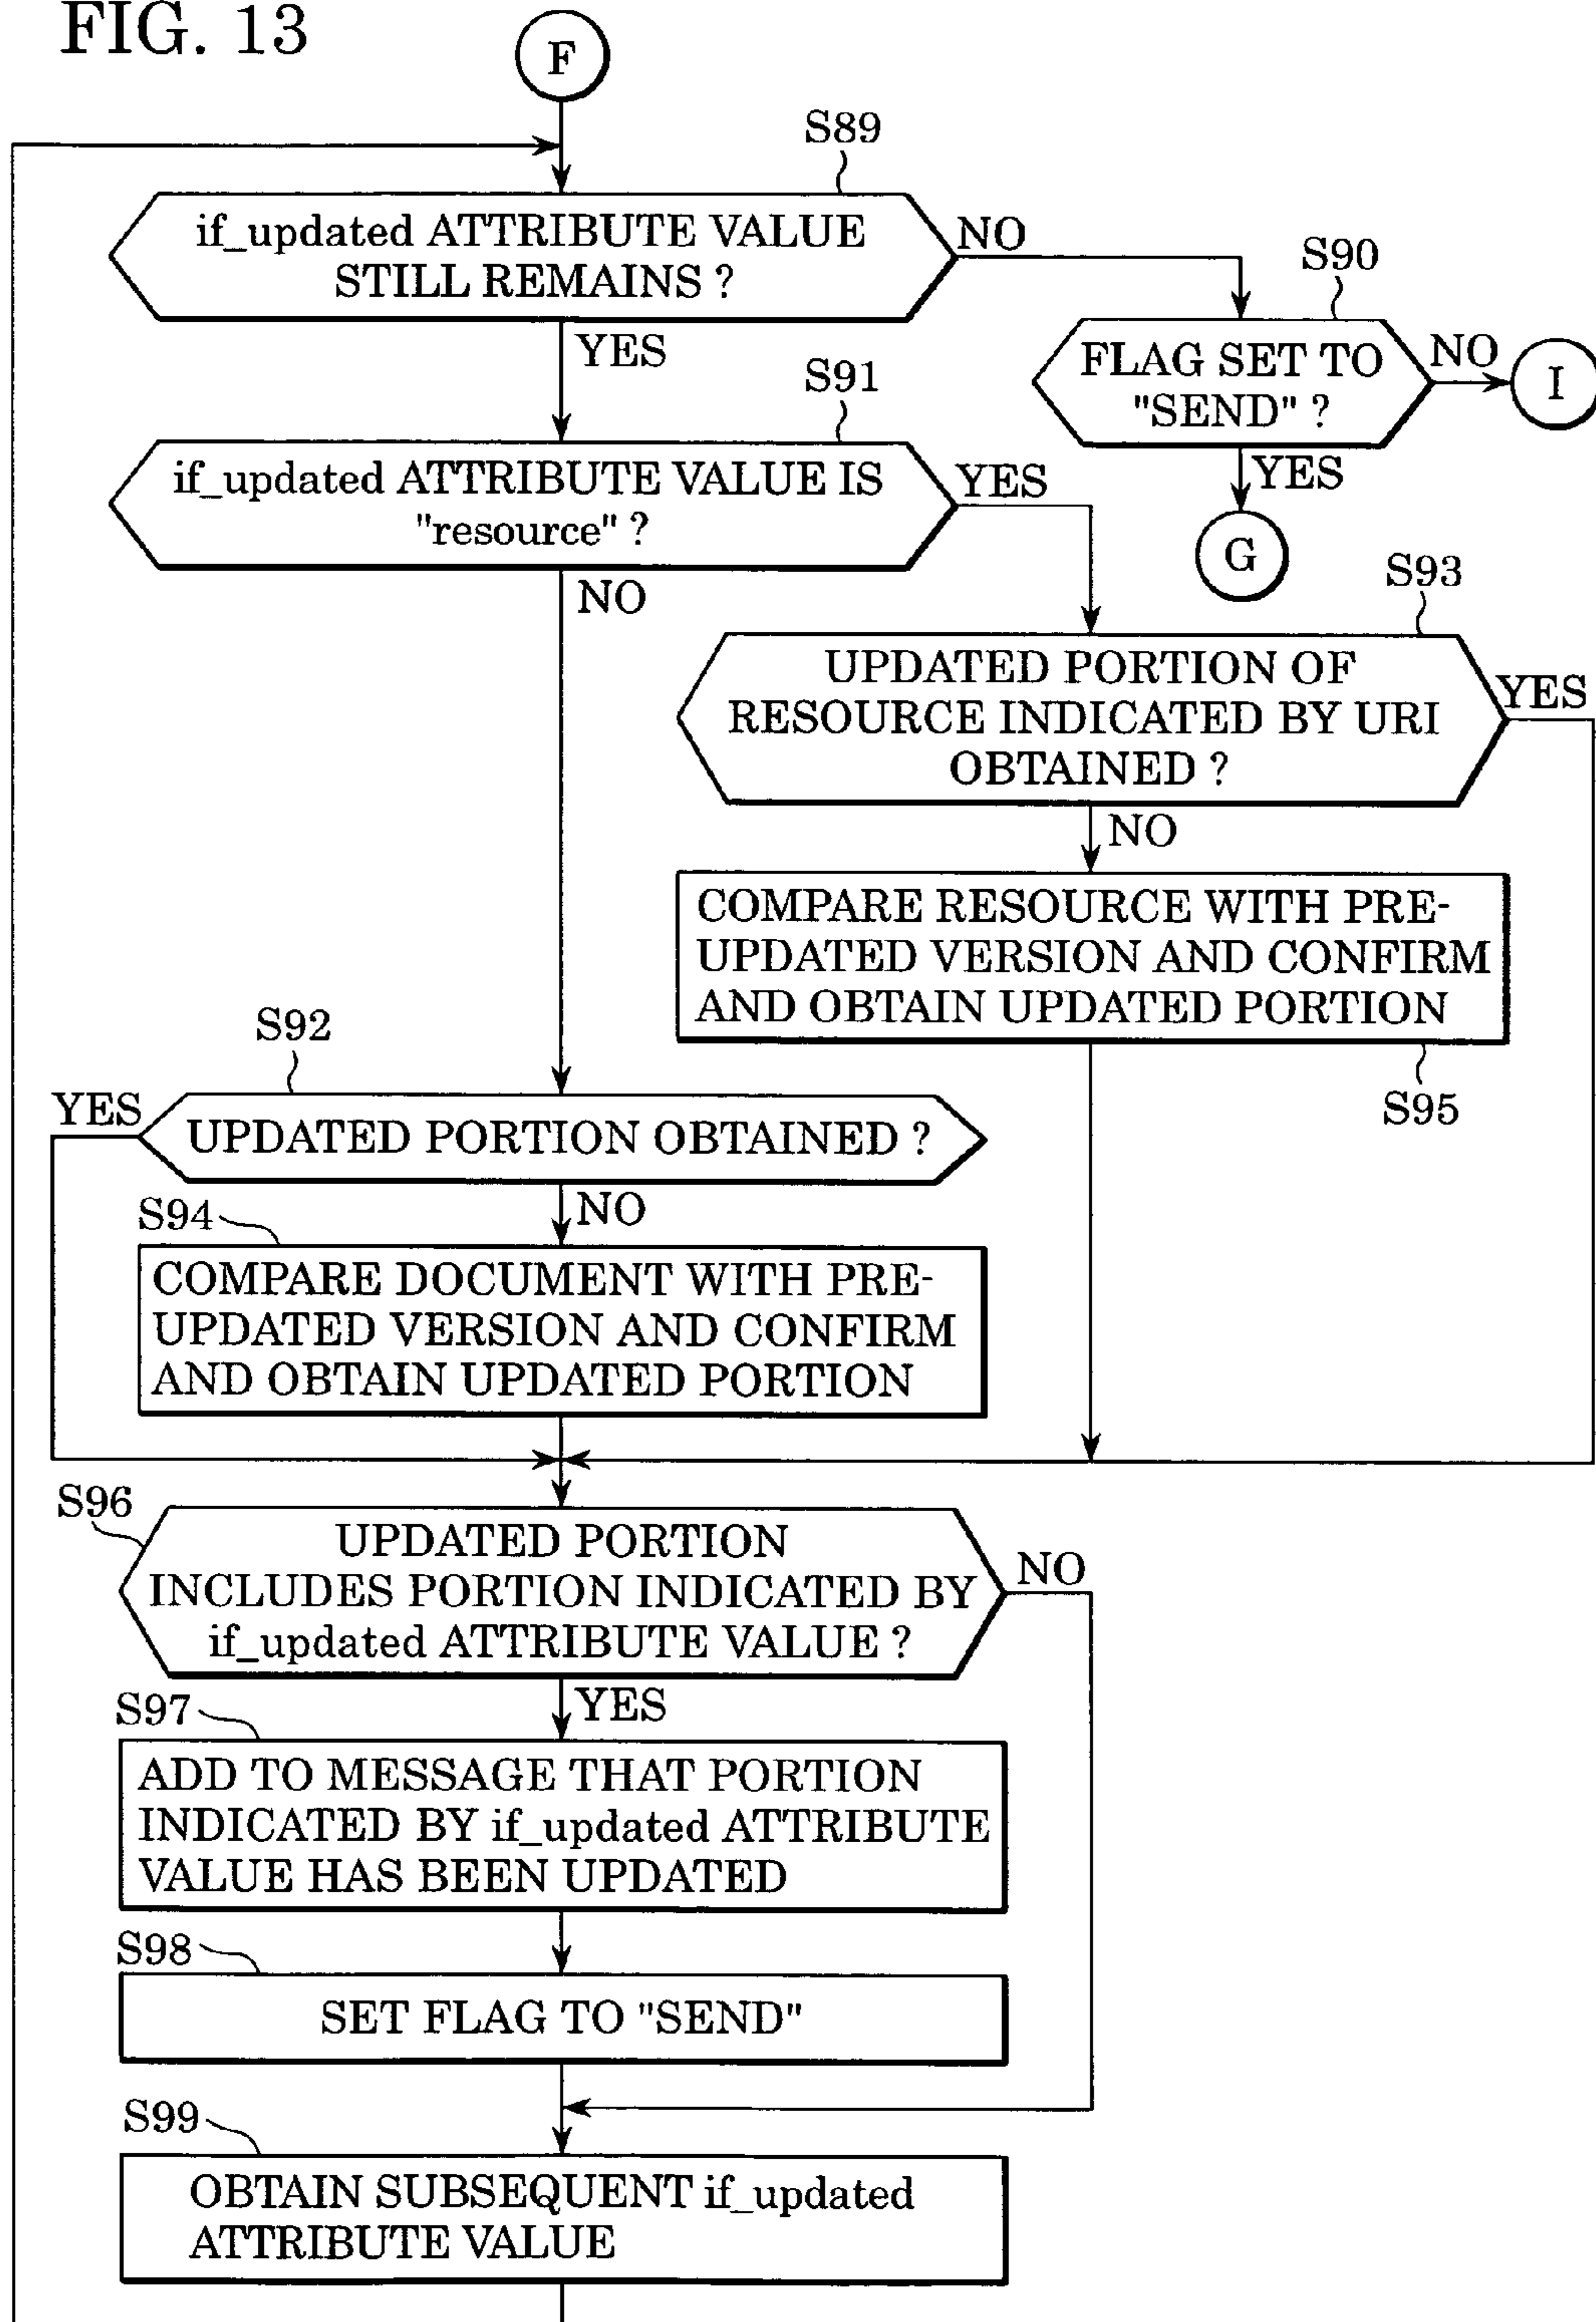 FIG. 13
F
S89
if_updated ATTRIBUTE VALUE
STILL REMAINS ?
NO
YES
S90
FLAG SET TO
"SEND" ?
NO
I
YES
G
S91
if_updated ATTRIBUTE VALUE IS
"resource" ?
YES
NO
S93
UPDATED PORTION OF
RESOURCE INDICATED BY URI
OBTAINED ?
YES
NO
COMPARE RESOURCE WITH PRE-
UPDATED VERSION AND CONFIRM
AND OBTAIN UPDATED PORTION
S95
S92
YES
UPDATED PORTION OBTAINED ?
NO
S94
COMPARE DOCUMENT WITH PRE-
UPDATED VERSION AND CONFIRM
AND OBTAIN UPDATED PORTION
S96
UPDATED PORTION
INCLUDES PORTION INDICATED BY
if_updated ATTRIBUTE VALUE ?
NO
YES
S97
ADD TO MESSAGE THAT PORTION
INDICATED BY if_updated ATTRIBUTE
VALUE HAS BEEN UPDATED
S98
SET FLAG TO "SEND"
S99
OBTAIN SUBSEQUENT if_updated
ATTRIBUTE VALUE